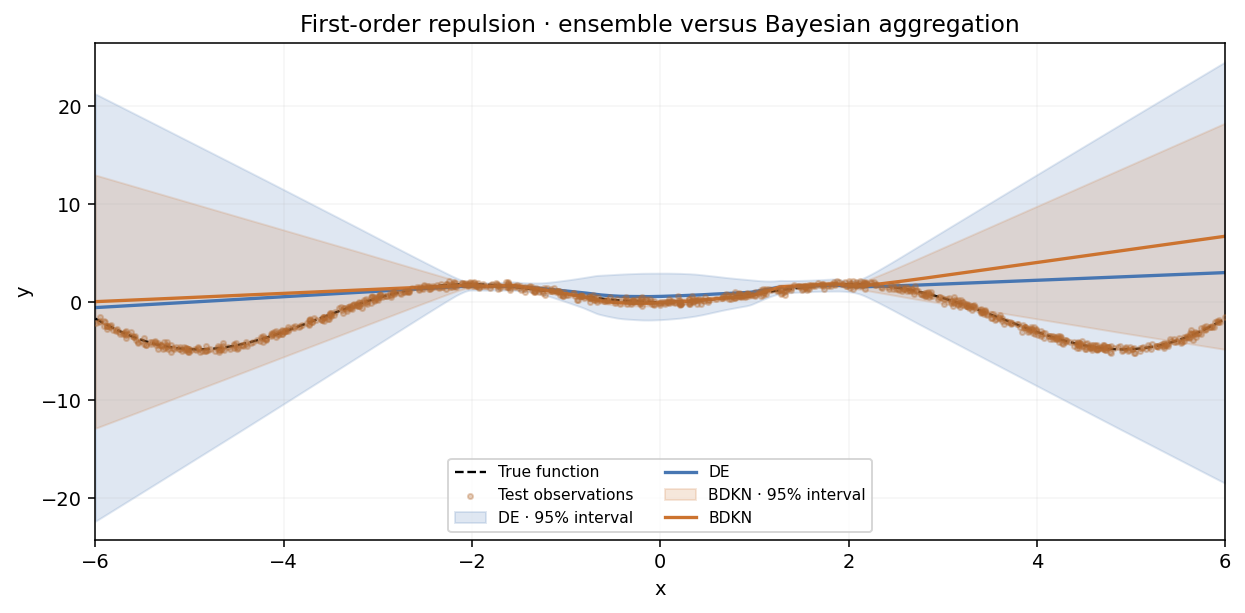 First-order repulsion · ensemble versus Bayesian aggregation
y
20
10
0
−10
−20
True function
Test observations
DE · 95% interval
DE
BDKN · 95% interval
BDKN
−6 −4 −2 0 2 4 6
x